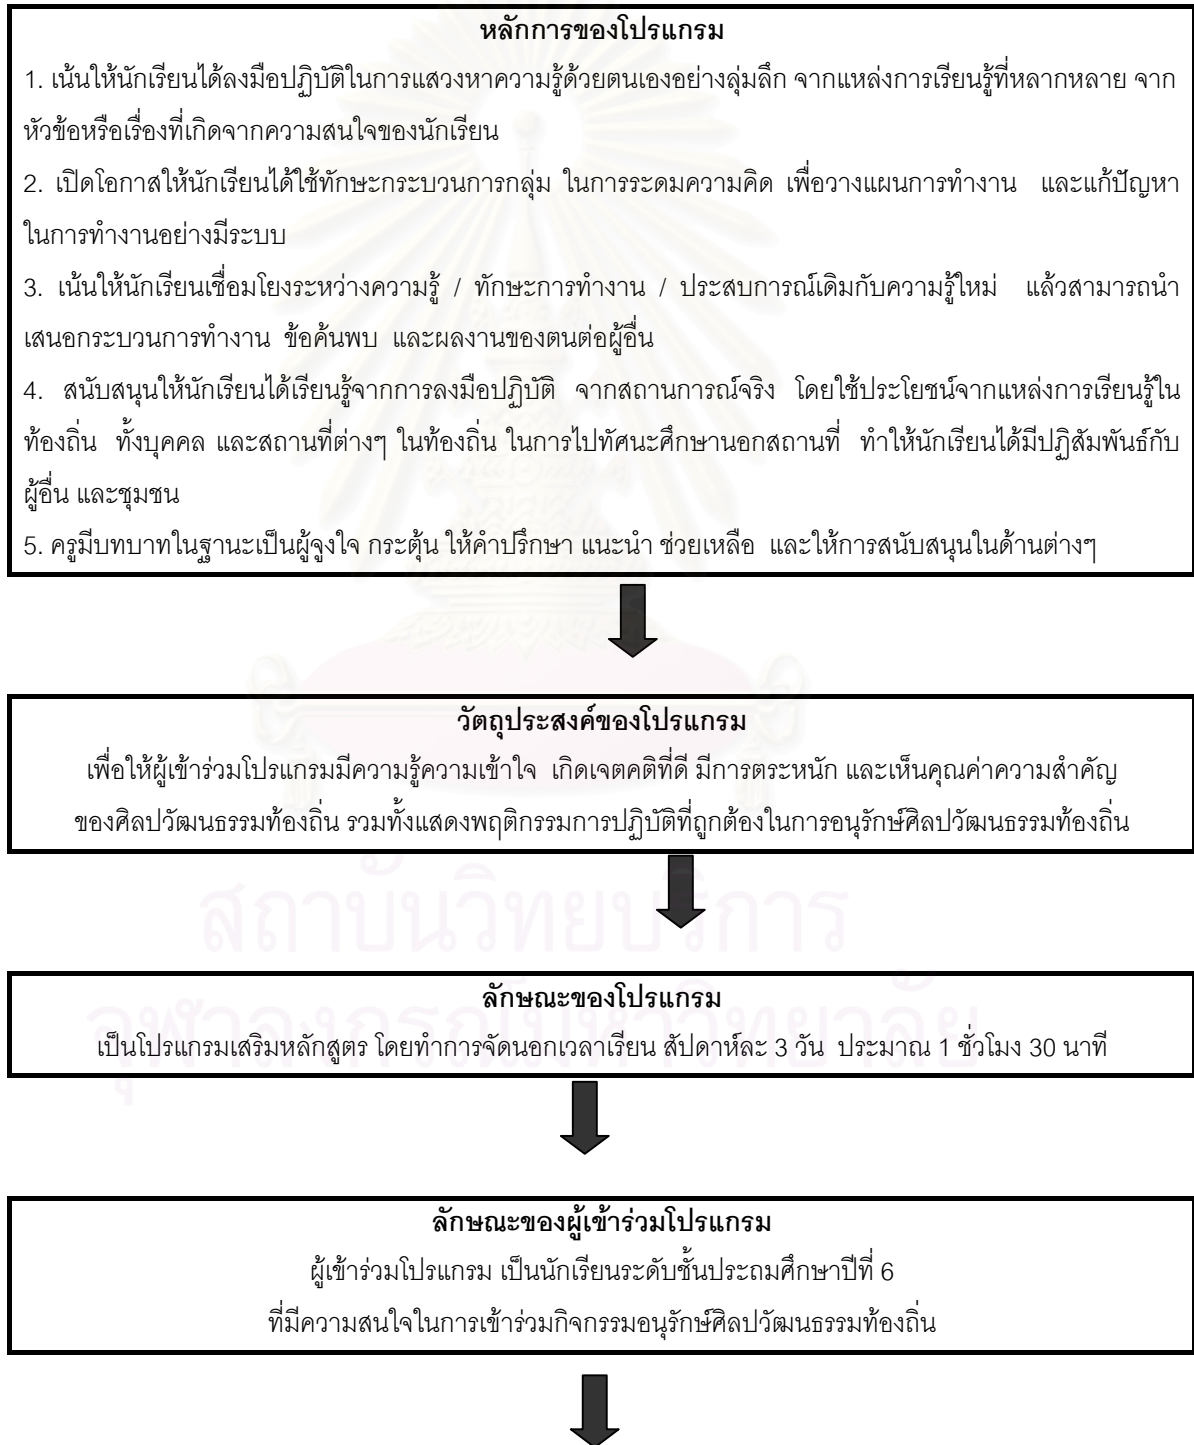 หลักการของโปรแกรม
1. เน้นให้นักเรียนได้ลงมือปฏิบัติในการแสวงหาความรู้ด้วยตนเองอย่างลุ่มลึก จากแหล่งการเรียนรู้ที่หลากหลาย จาก
หัวข้อหรือเรื่องที่เกิดจากความสนใจของนักเรียน
2. เปิดโอกาสให้นักเรียนได้ใช้ทักษะกระบวนการกลุ่ม ในการระดมความคิด เพื่อวางแผนการทำงาน และแก้ปัญหา
ในการทำงานอย่างมีระบบ
3. เน้นให้นักเรียนเชื่อมโยงระหว่างความรู้ / ทักษะการทำงาน / ประสบการณ์เดิมกับความรู้ใหม่ แล้วสามารถนำ
เสนอกระบวนการทำงาน ข้อค้นพบ และผลงานของตนต่อผู้อื่น
4. สนับสนุนให้นักเรียนได้เรียนรู้จากการลงมือปฏิบัติ จากสถานการณ์จริง โดยใช้ประโยชน์จากแหล่งการเรียนรู้ใน
ท้องถิ่น ทั้งบุคคล และสถานที่ต่างๆ ในท้องถิ่น ในการไปทัศนะศึกษานอกสถานที่ ทำให้นักเรียนได้มีปฏิสัมพันธ์กับ
ผู้อื่น และชุมชน
5. ครูมีบทบาทในฐานะเป็นผู้จูงใจ กระตุ้น ให้คำปรึกษา แนะนำ ช่วยเหลือ และให้การสนับสนุนในด้านต่างๆ
วัตถุประสงค์ของโปรแกรม
เพื่อให้ผู้เข้าร่วมโปรแกรมมีความรู้ความเข้าใจ เกิดเจตคติที่ดี มีการตระหนัก และเห็นคุณค่าความสำคัญ
ของศิลปวัฒนธรรมท้องถิ่น รวมทั้งแสดงพฤติกรรมการปฏิบัติที่ถูกต้องในการอนุรักษ์ศิลปวัฒนธรรมท้องถิ่น
สถาบันวิทยบริการ
ลักษณะของโปรแกรม
จุฬาลงกรณ์มหาวิทยาลัย
เป็นโปรแกรมเสริมหลักสูตร โดยทำการจัดนอกเวลาเรียน สัปดาห์ละ 3 วัน ประมาณ 1 ชั่วโมง 30 นาที
ลักษณะของผู้เข้าร่วมโปรแกรม
ผู้เข้าร่วมโปรแกรม เป็นนักเรียนระดับชั้นประถมศึกษาปีที่ 6
ที่มีความสนใจในการเข้าร่วมกิจกรรมอนุรักษ์ศิลปวัฒนธรรมท้องถิ่น